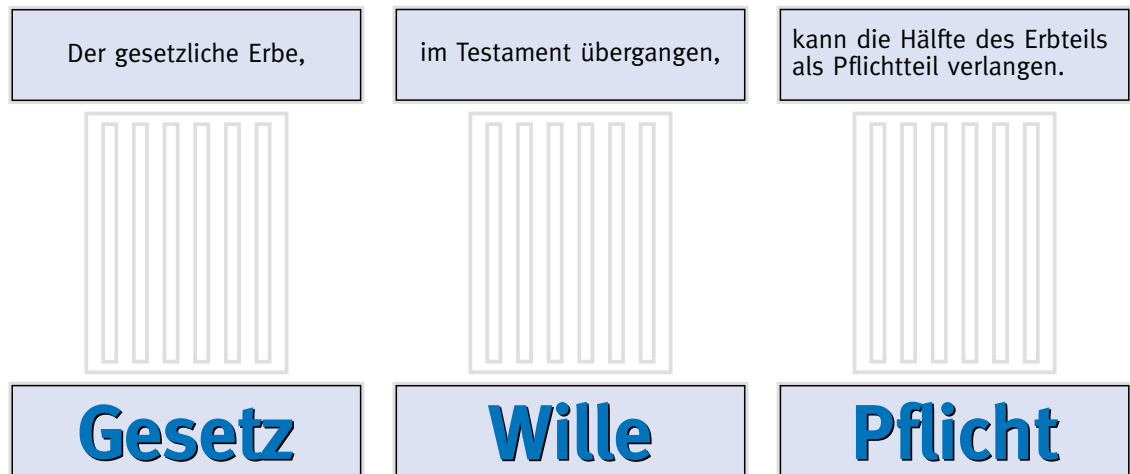 Der gesetzliche Erbe,
im Testament übergangen,
kann die Hälfte des Erbteils
als Pflichtteil verlangen.
Gesetz
Wille
Pflicht